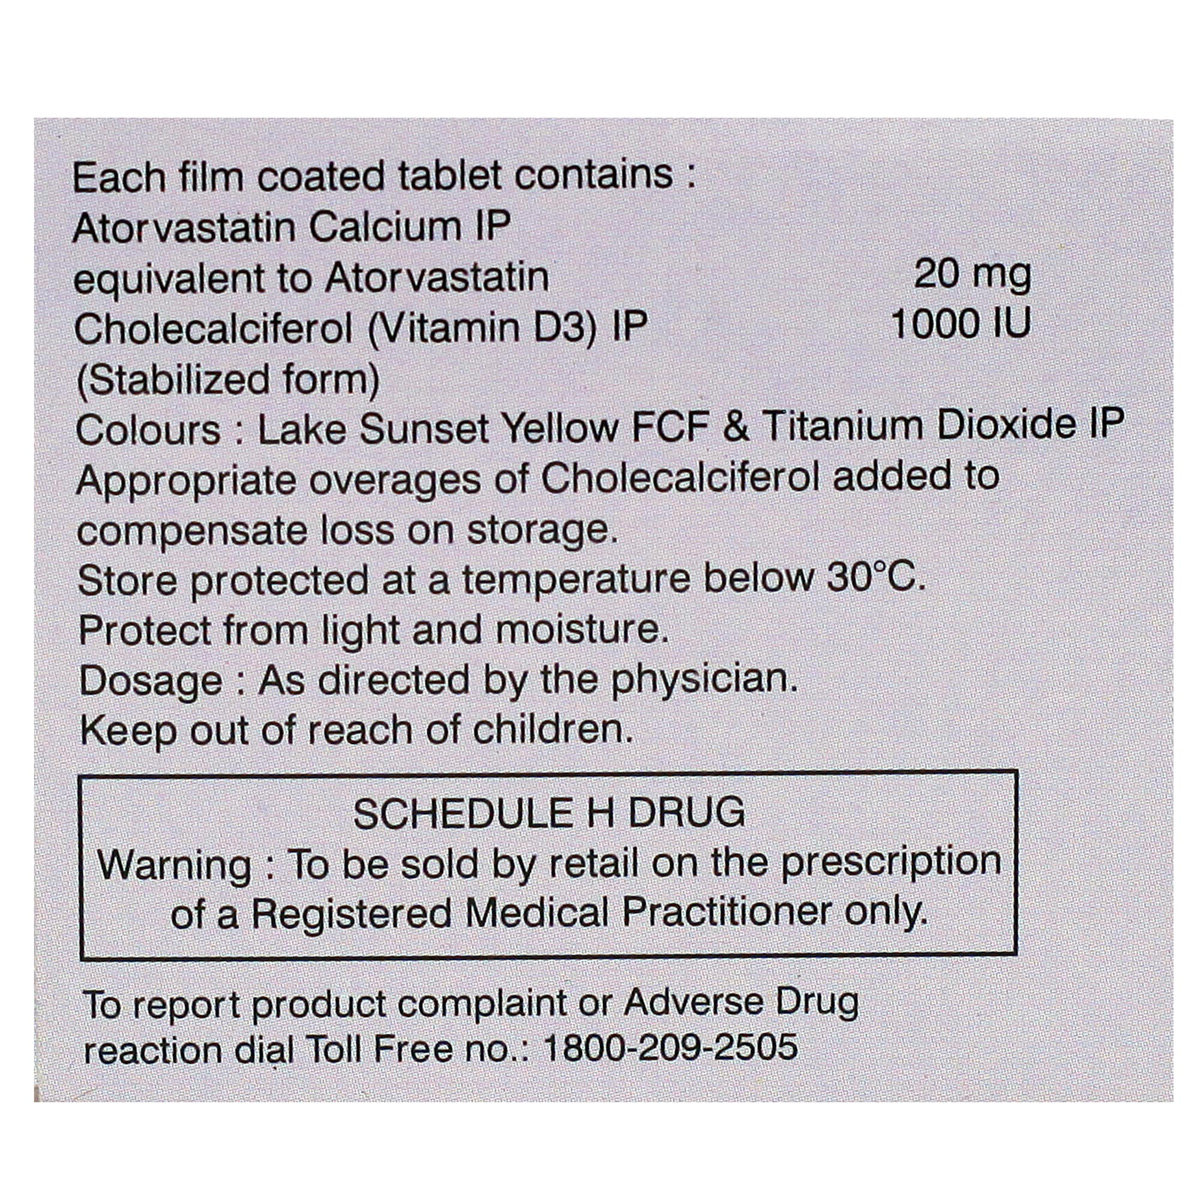 Each film coated tablet contains :
Atorvastatin Calcium IP
equivalent to Atorvastatin 20 mg
Cholecalciferol (Vitamin D3) IP 1000 IU
(Stabilized form)
Colours : Lake Sunset Yellow FCF & Titanium Dioxide IP
Appropriate overages of Cholecalciferol added to
compensate loss on storage.
Store protected at a temperature below 30°C.
Protect from light and moisture.
Dosage : As directed by the physician.
Keep out of reach of children.
SCHEDULE H DRUG
Warning : To be sold by retail on the prescription
of a Registered Medical Practitioner only.
To report product complaint or Adverse Drug
reaction dial Toll Free no.: 1800-209-2505